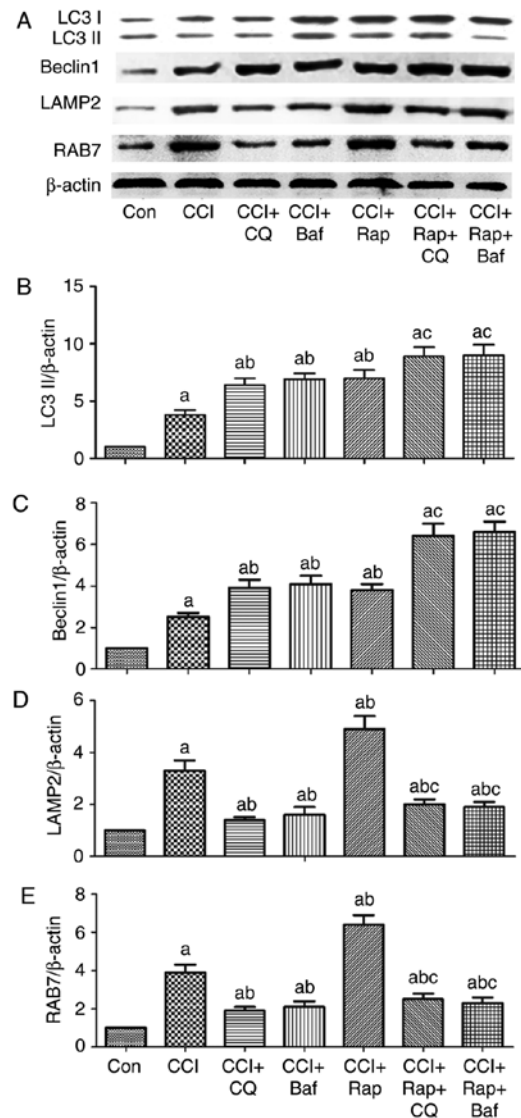 A
LC3 I
LC3 II
Beclin1
LAMP2
RAB7
β-actin
Con CCI CCI+ CCI+ CCI+ CCI+ CCI+
CQ Baf Rap Rap+ Rap+
CQ Baf
B
LC3 II/β-actin
15
10
5
0
a ab ab ab ac ac
C
Beclin1/β-actin
8
6
4
2
0
a ab ab ab ac ac
D
LAMP2/β-actin
6
4
2
0
a ab ab ab abc abc
E
RAB7/β-actin
8
6
4
2
0
a ab ab ab abc abc
Con CCI CCI+ CCI+ CCI+ CCI+ CCI+
CQ Baf Rap Rap+ Rap+
CQ Baf